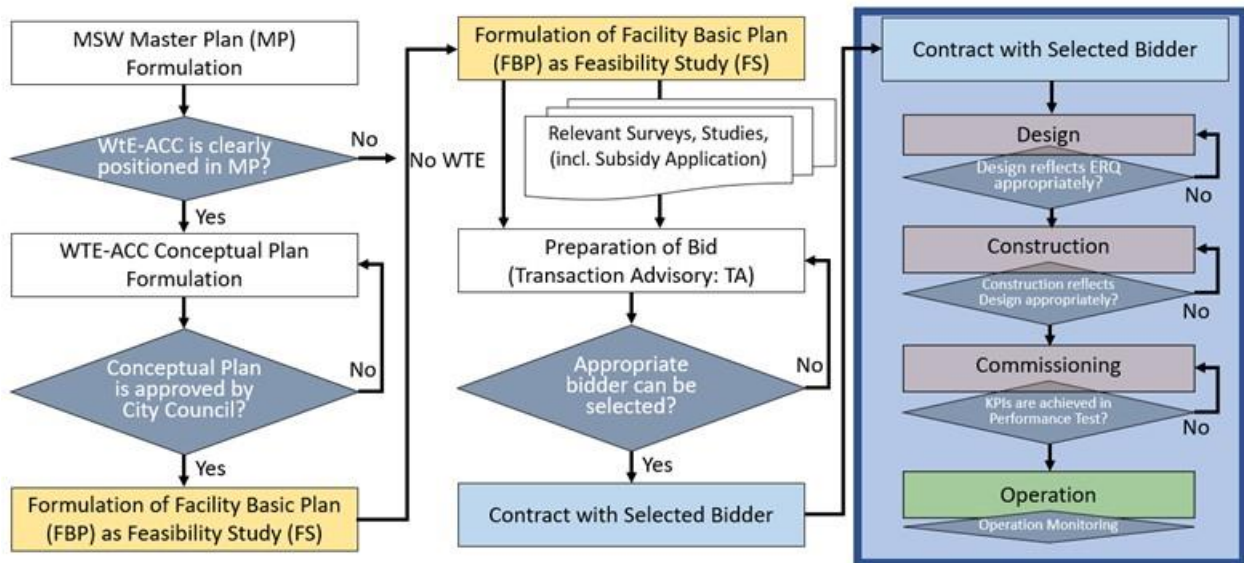 MSW Master Plan (MP)
Formulation
WtE-ACC is clearly
positioned in MP?
No
No WTE
Yes
WTE-ACC Conceptual Plan
Formulation
Conceptual Plan
is approved by
City Council?
No
Yes
Formulation of Facility Basic Plan
(FBP) as Feasibility Study (FS)
Formulation of Facility Basic Plan
(FBP) as Feasibility Study (FS)
Relevant Surveys, Studies,
(incl. Subsidy Application)
Preparation of Bid
(Transaction Advisory: TA)
Appropriate
bidder can be
selected?
No
Yes
Contract with Selected Bidder
Contract with Selected Bidder
Design
Design reflects ERQ
appropriately?
No
Construction
Construction reflects
Design appropriately?
No
Commissioning
KPIs are achieved in
Performance Test?
No
Operation
Operation Monitoring